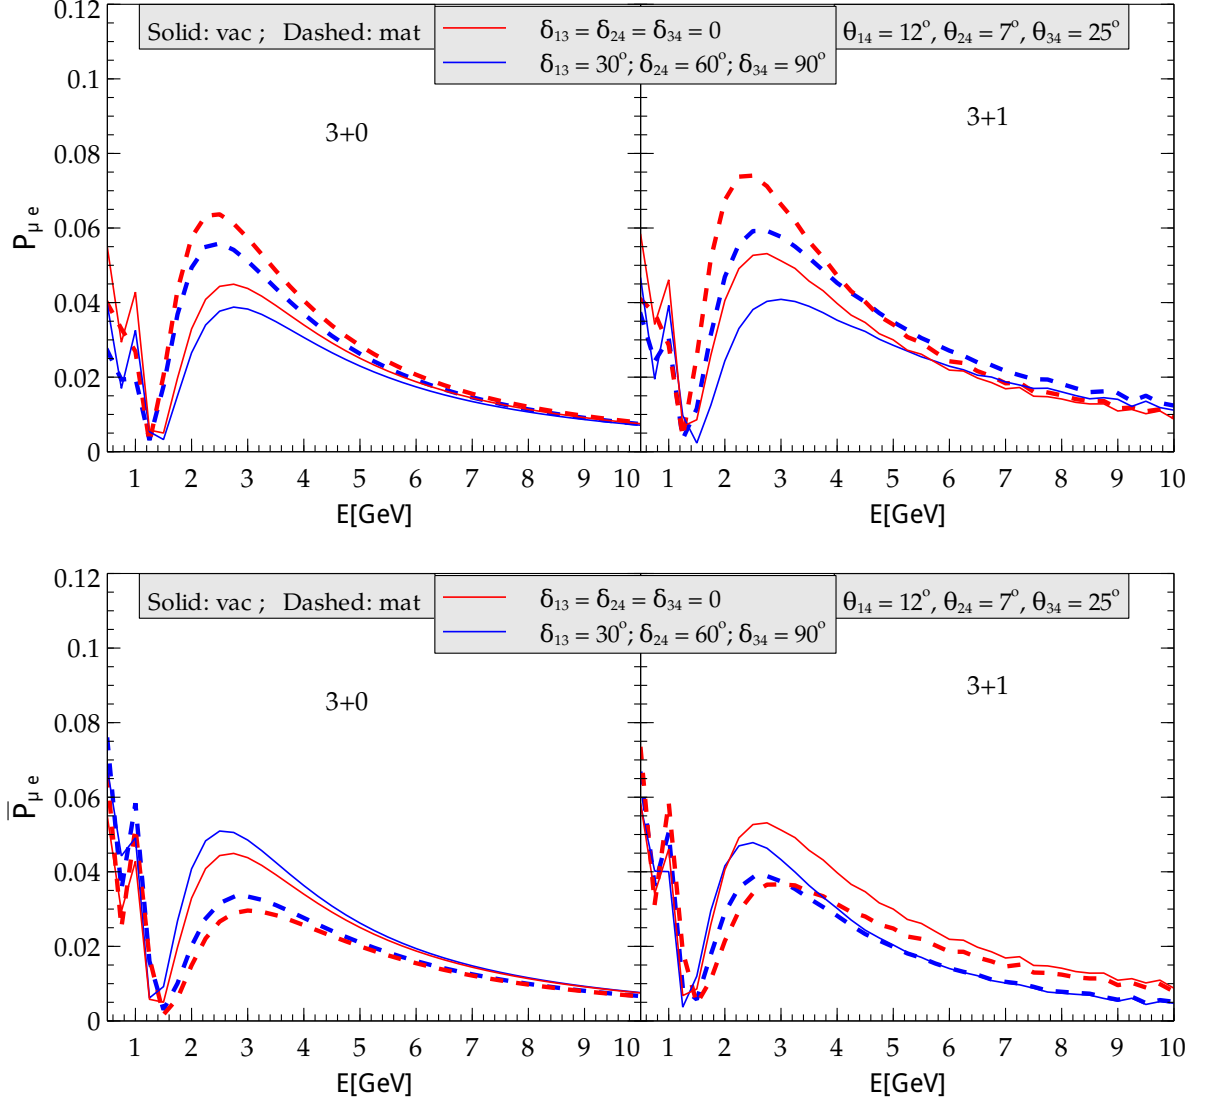 Solid: vac ; Dashed: mat
δ13 = δ24 = δ34 = 0
δ13 = 30°; δ24 = 60°; δ34 = 90°
θ14 = 12°, θ24 = 7°, θ34 = 25°
3+0
3+1
0.12
0.1
0.08
0.06
0.04
0.02
0
Pμ e
1 2 3 4 5 6 7 8 9 10
1 2 3 4 5 6 7 8 9 10
E[GeV]
E[GeV]
Solid: vac ; Dashed: mat
δ13 = δ24 = δ34 = 0
δ13 = 30°; δ24 = 60°; δ34 = 90°
θ14 = 12°, θ24 = 7°, θ34 = 25°
3+0
3+1
0.12
0.1
0.08
0.06
0.04
0.02
0
P̅μ e
1 2 3 4 5 6 7 8 9 10
1 2 3 4 5 6 7 8 9 10
E[GeV]
E[GeV]